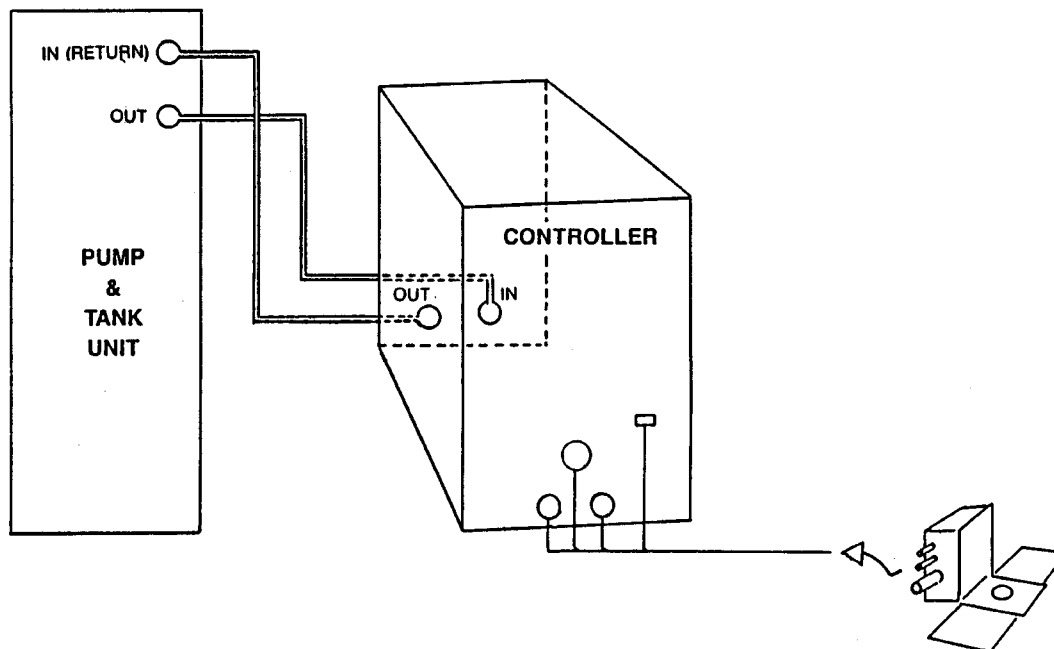 IN (RETURN)
OUT
PUMP
&
TANK
UNIT
CONTROLLER
OUT
IN